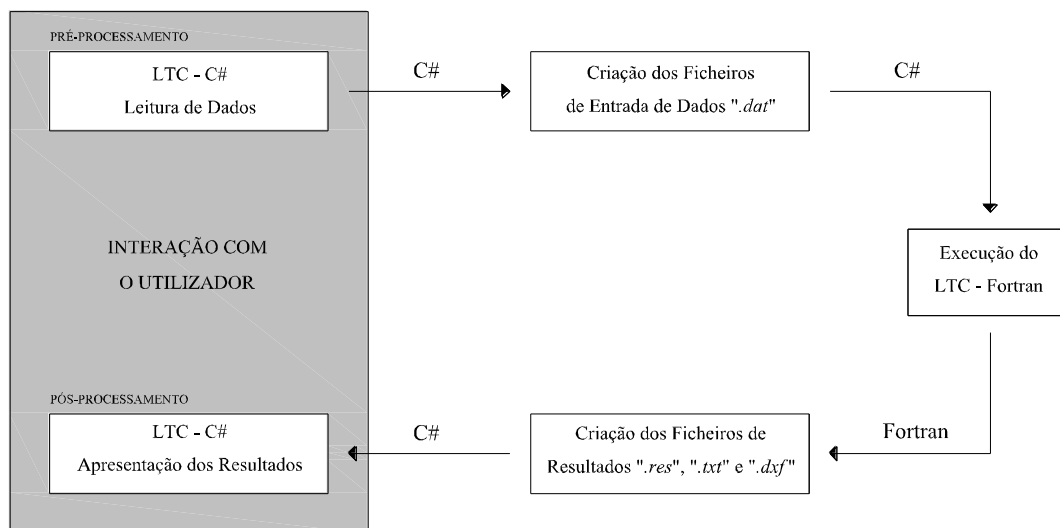 PRÉ-PROCESSAMENTO
LTC - C#
Leitura de Dados
C#
Criação dos Ficheiros
de Entrada de Dados ".dat"
C#
INTERAÇÃO COM
O UTILIZADOR
Execução do
LTC - Fortran
PÓS-PROCESSAMENTO
LTC - C#
Apresentação dos Resultados
C#
Criação dos Ficheiros de
Resultados ".res", ".txt" e ".dxf"
Fortran